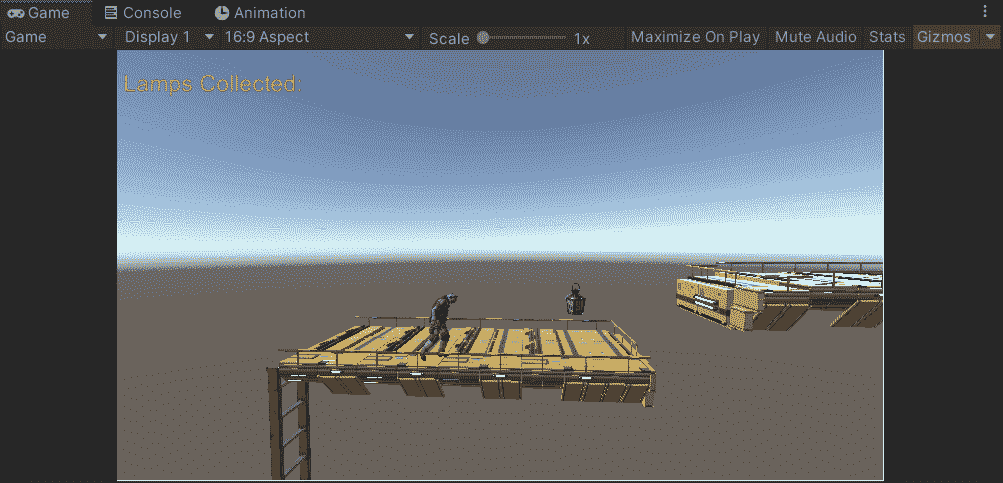 Game Console Animation
Game Display 1 16:9 Aspect Scale 1x Maximize On Play Mute Audio Stats Gizmos
Lamps Collected: